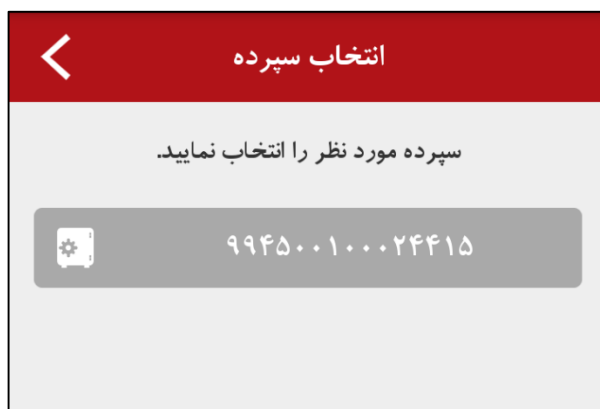 انتخاب سپرده
سپرده مورد نظر را انتخاب نمایید.
۹۹۴۵۰۰۱۰۰۰۲۴۴۱۵